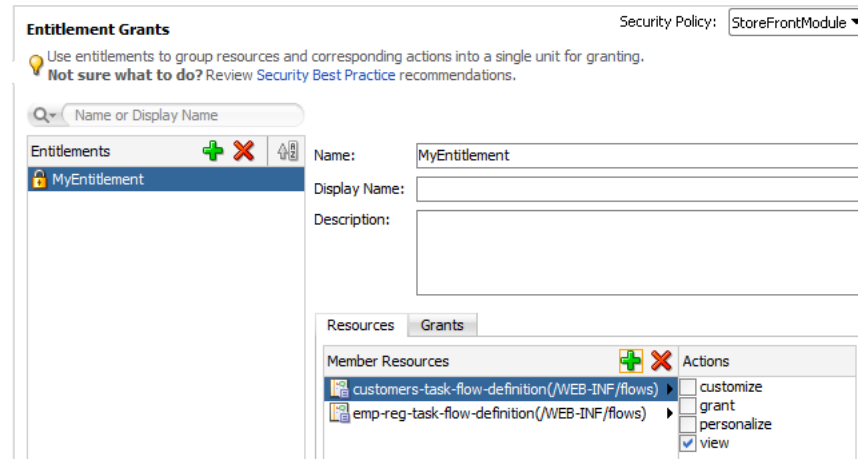 Entitlement Grants
Security Policy: StoreFrontModule
Use entitlements to group resources and corresponding actions into a single unit for granting.
Not sure what to do? Review Security Best Practice recommendations.
Name or Display Name
Entitlements
MyEntitlement
Name: MyEntitlement
Display Name:
Description:
Resources Grants
Member Resources
Actions
customers-task-flow-definition(/WEB-INF/flows)
emp-reg-task-flow-definition(/WEB-INF/flows)
customize
grant
personalize
view